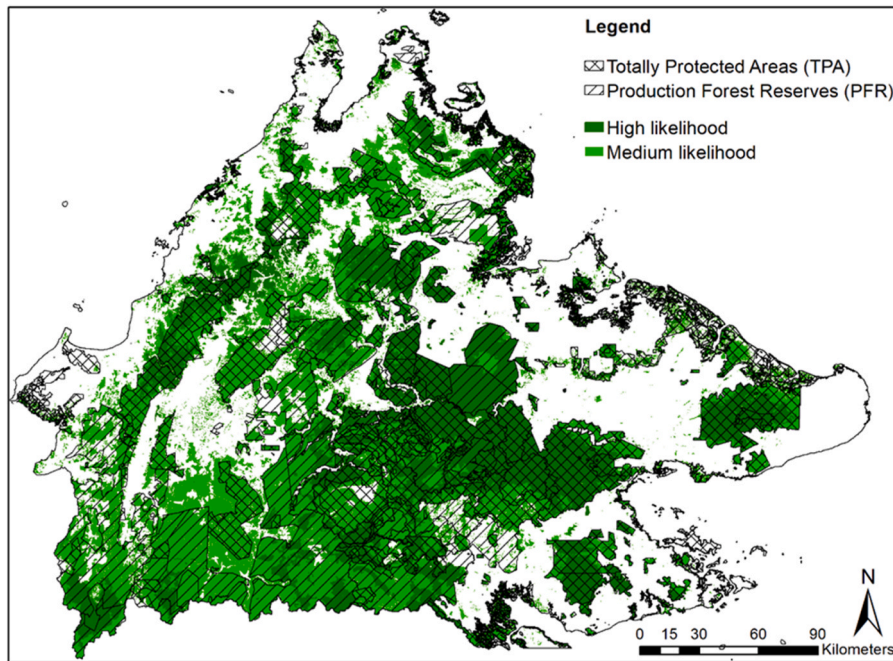 Legend
Totally Protected Areas (TPA)
Production Forest Reserves (PFR)
High likelihood
Medium likelihood
N
0 15 30 60 90
Kilometers